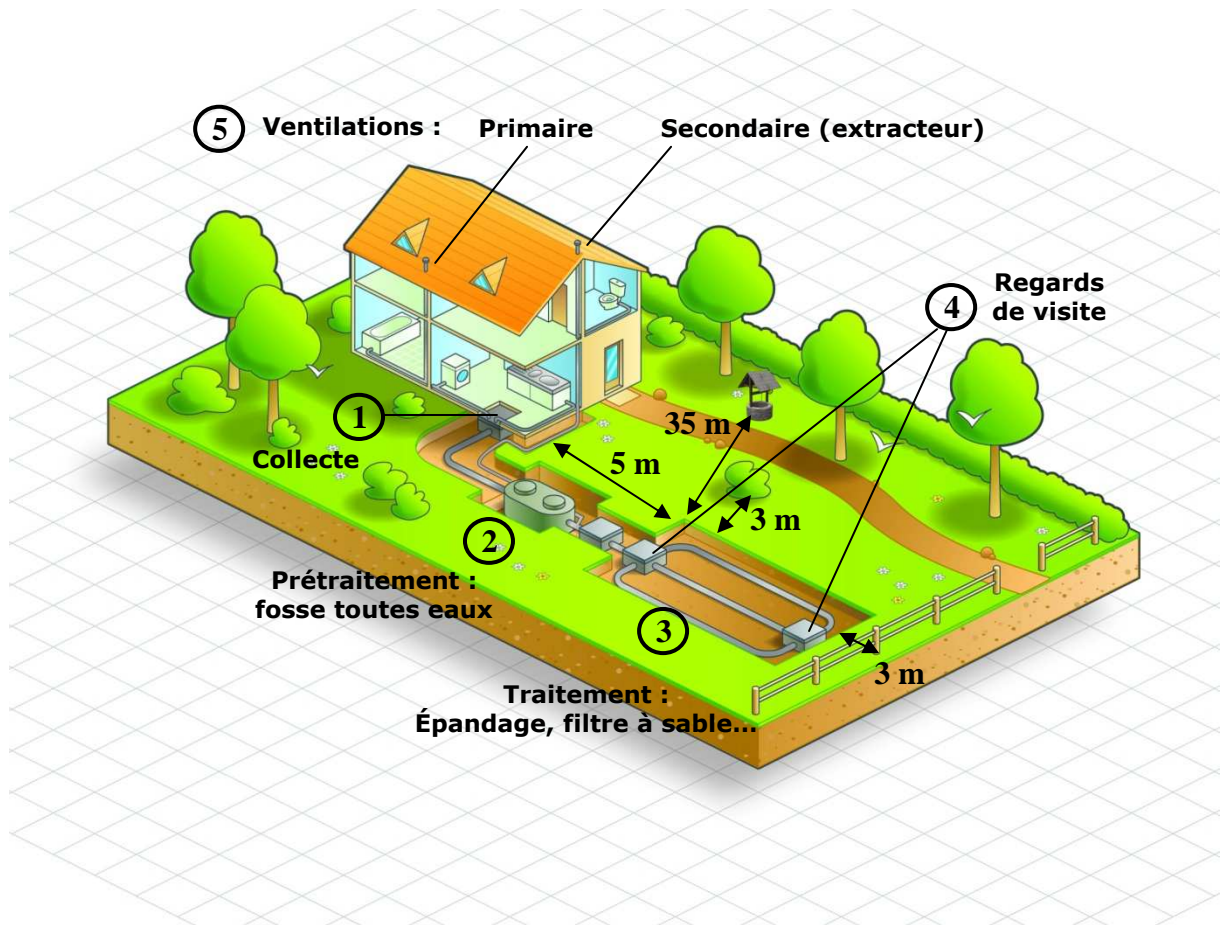 5 Ventilations : Primaire Secondaire (extracteur)
4 Regards
de visite
1
Collecte
35 m
5 m
3 m
2
Prétraitement :
fosse toutes eaux
3
3 m
Traitement :
Épandage, filtre à sable...